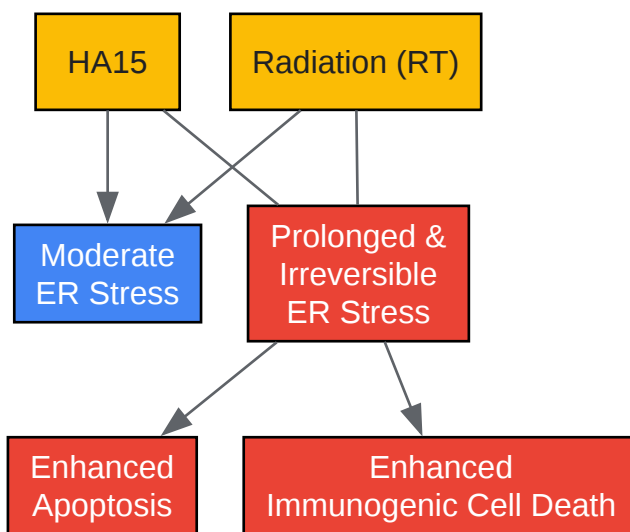 HA15
Radiation (RT)
Moderate
ER Stress
Prolonged &
Irreversible
ER Stress
Enhanced
Apoptosis
Enhanced
Immunogenic Cell Death